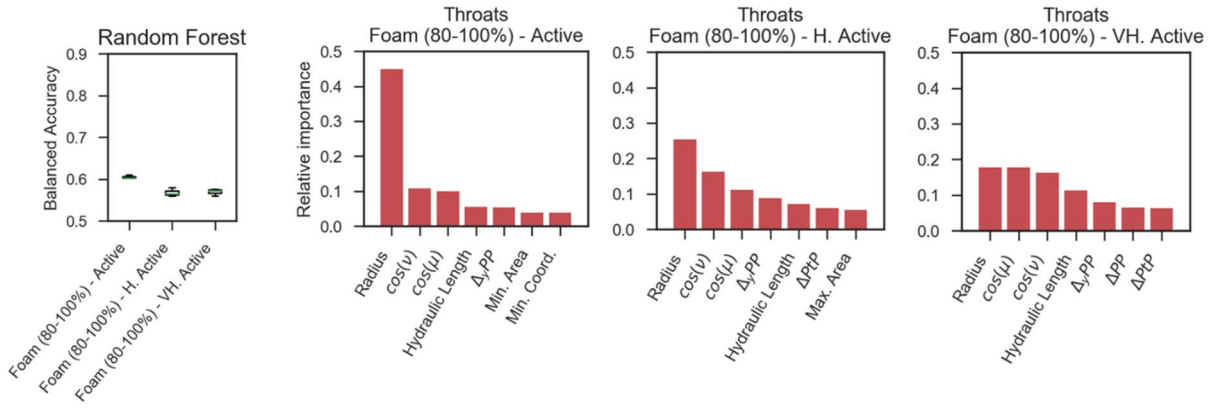 Random Forest
Balanced Accuracy
0.9
0.8
0.7
0.6
0.5
Foam (80-100%) - Active
Foam (80-100%) - H. Active
Foam (80-100%) - VH. Active
Throats
Foam (80-100%) - Active
Relative importance
0.5
0.4
0.3
0.2
0.1
0.0
Radius
cos(ν)
cos(μ)
Hydraulic Length
ΔyPP
Min. Area
Min. Coord.
Throats
Foam (80-100%) - H. Active
0.5
0.4
0.3
0.2
0.1
0.0
Radius
cos(ν)
cos(μ)
ΔyPP
Hydraulic Length
ΔPtP
Max. Area
Throats
Foam (80-100%) - VH. Active
0.5
0.4
0.3
0.2
0.1
0.0
Radius
cos(μ)
cos(ν)
Hydraulic Length
ΔyPP
ΔPP
ΔPtP